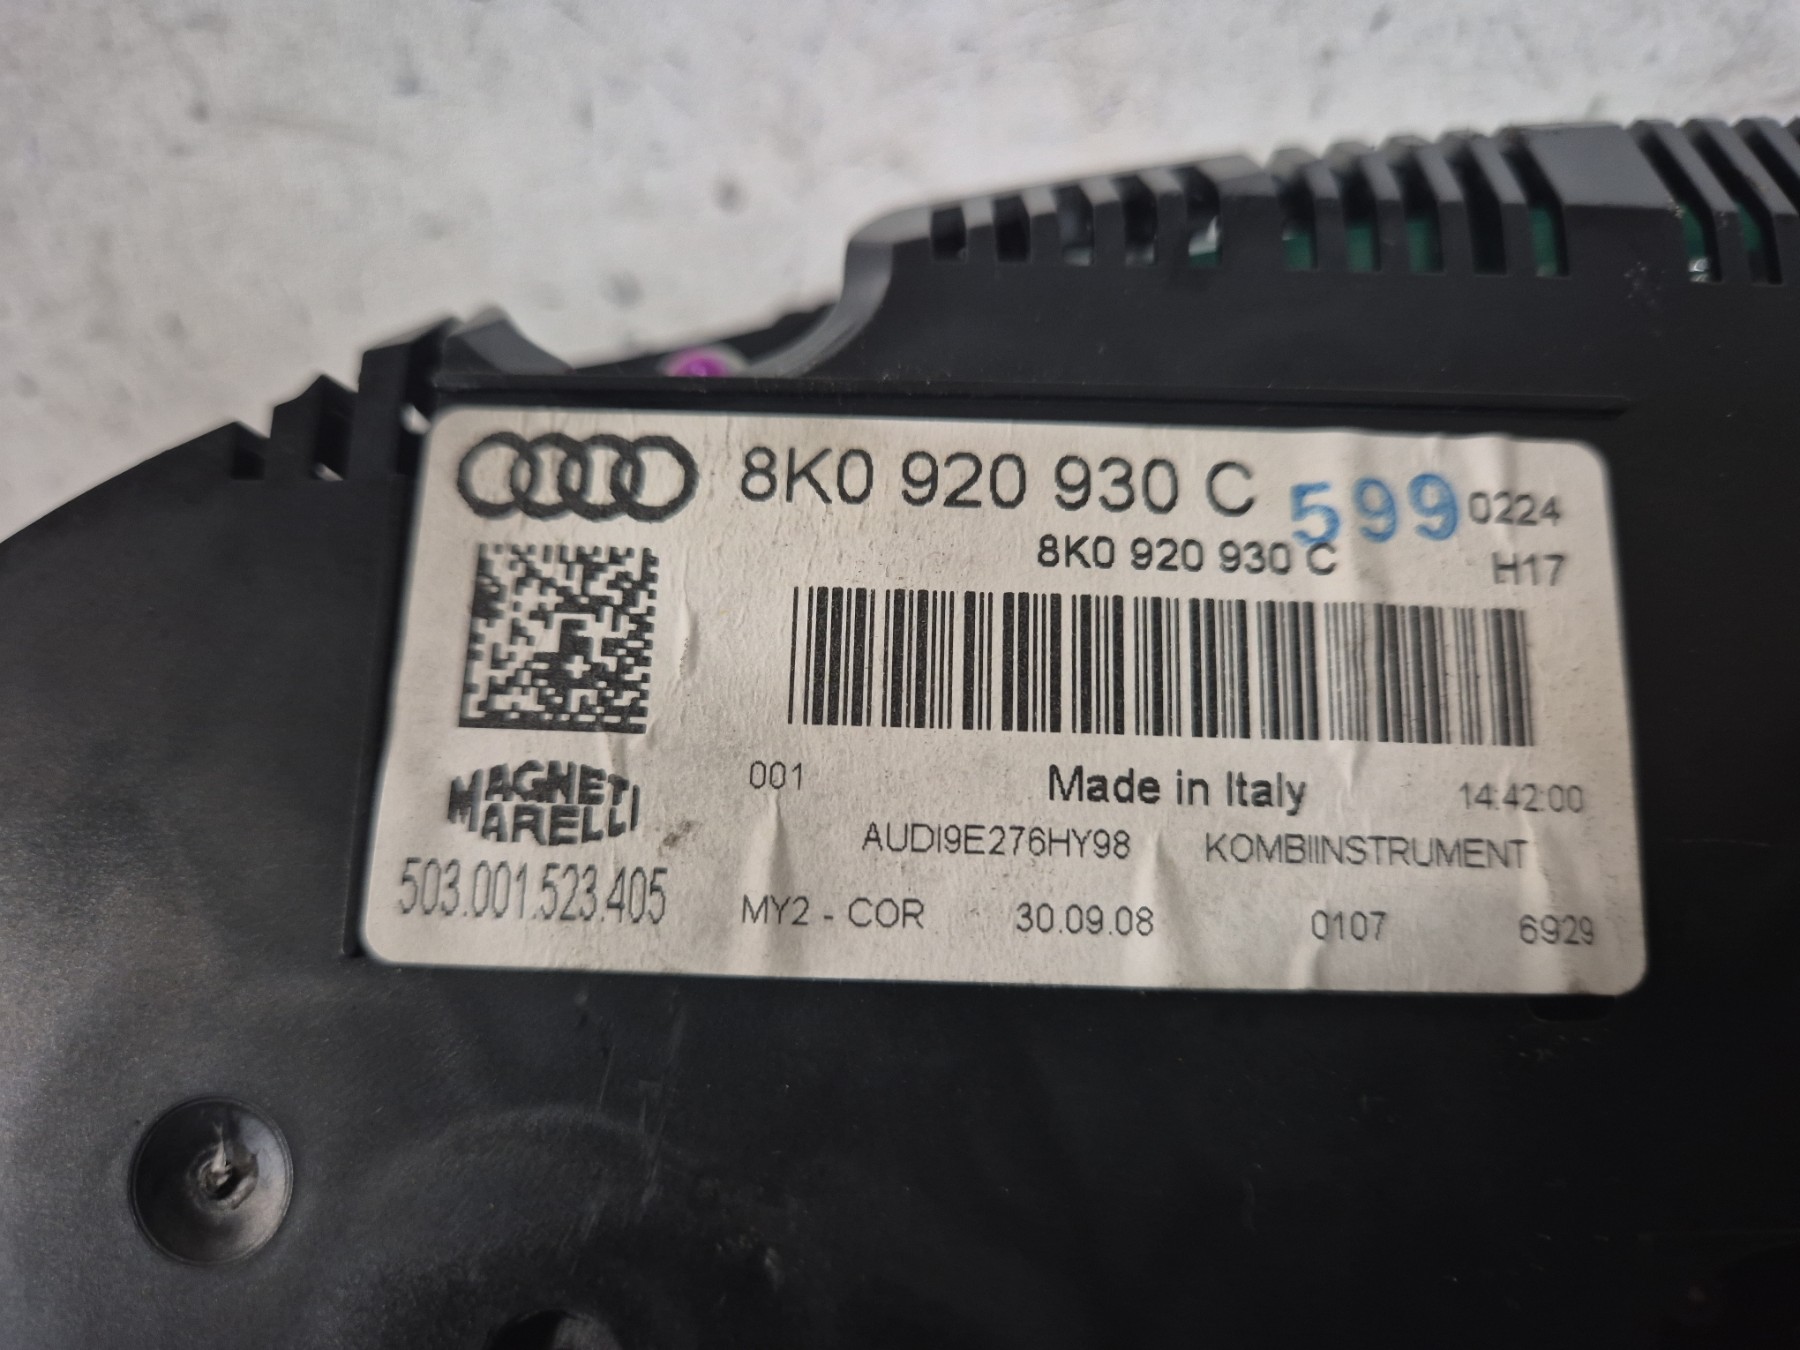 8K0 920 930 C 599 0224
8K0 920 930 C H17
001 Made in Italy 14:42:00
MAGNETI
MARELLI
AUDI9E276HY98 KOMBIINSTRUMENT
503.001.523.405 MY2 - COR 30.09.08 0107 6929